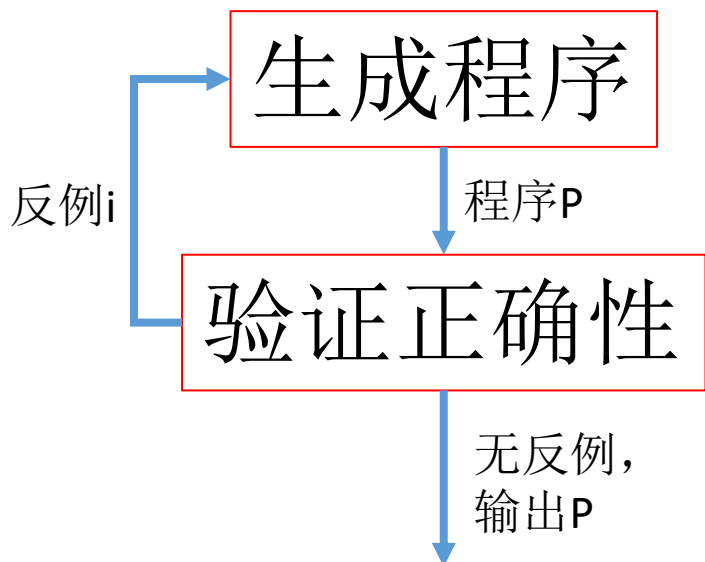 生成程序
反例i
程序P
验证正确性
无反例，
输出P